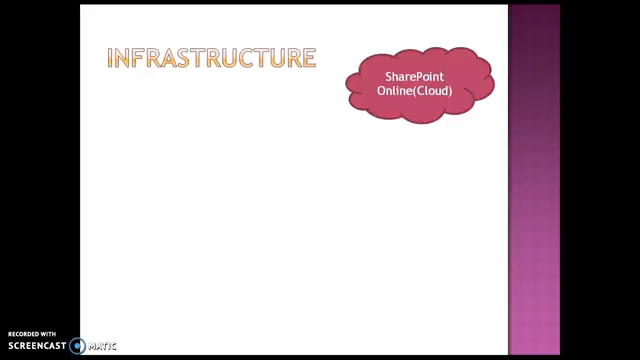 INFRASTRUCTURE
SharePoint
Online(Cloud)
RECORDED WITH
SCREENCAST MATIC